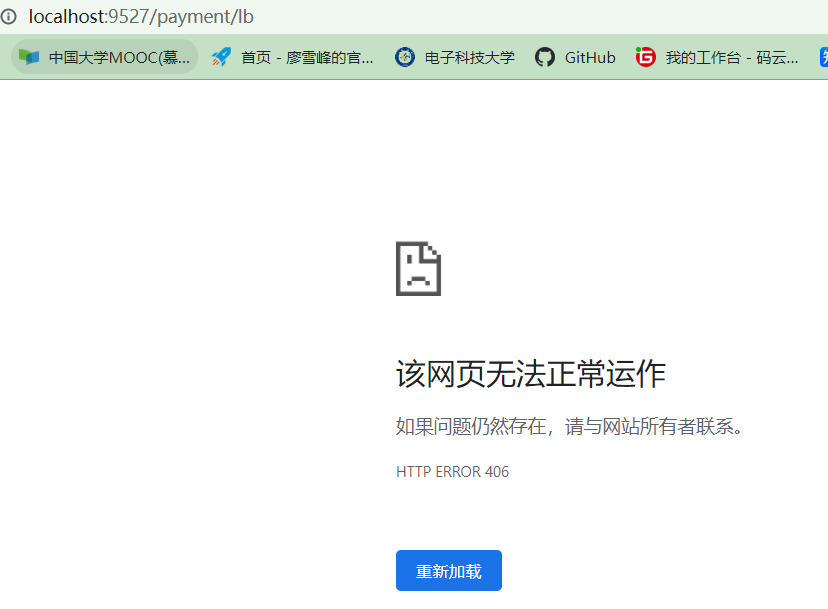 localhost:9527/payment/lb
中国大学MOOC(慕... 首页 - 廖雪峰的官... 电子科技大学 GitHub 我的工作台 - 码云...
该网页无法正常运作
如果问题仍然存在，请与网站所有者联系。
HTTP ERROR 406
重新加载